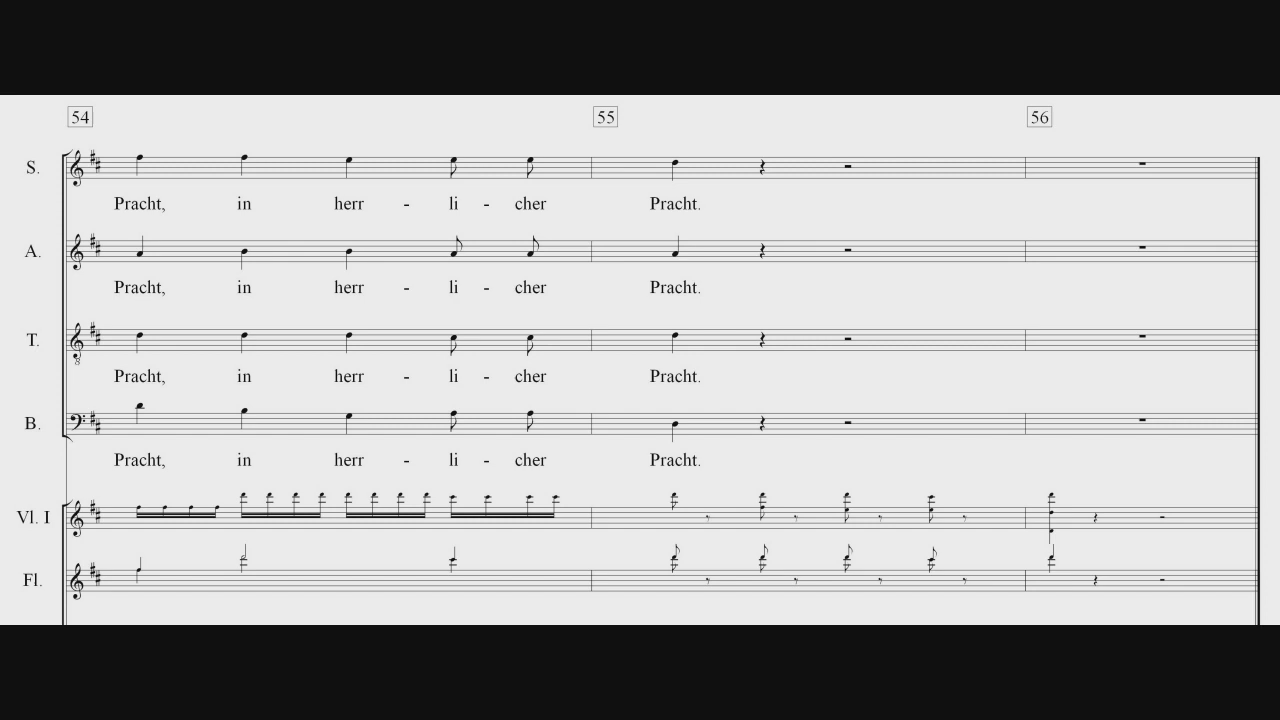 54 55 56
S.
Pracht, in herr - li - cher Pracht.
A.
Pracht, in herr - li - cher Pracht.
T.
8
Pracht, in herr - li - cher Pracht.
B.
Pracht, in herr - li - cher Pracht.
Vl. I
Fl.